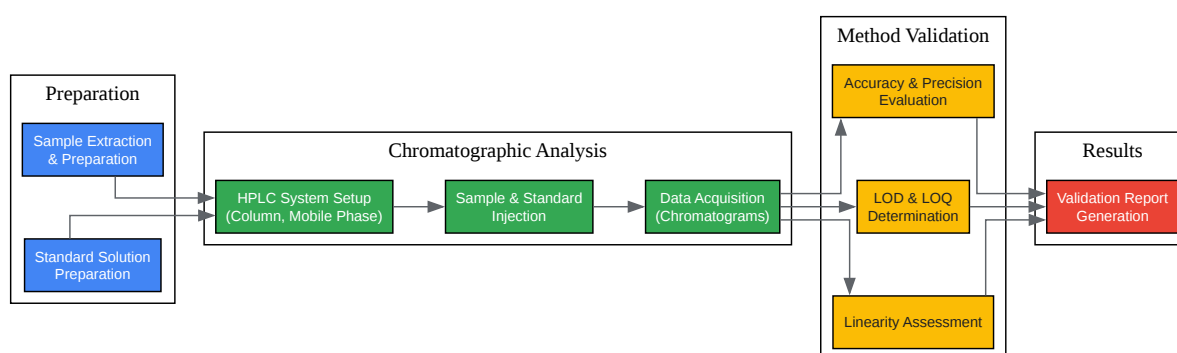 Preparation
Sample Extraction
& Preparation
Standard Solution
Preparation
Chromatographic Analysis
HPLC System Setup
(Column, Mobile Phase)
Sample & Standard
Injection
Data Acquisition
(Chromatograms)
Method Validation
Accuracy & Precision
Evaluation
LOD & LOQ
Determination
Linearity Assessment
Results
Validation Report
Generation